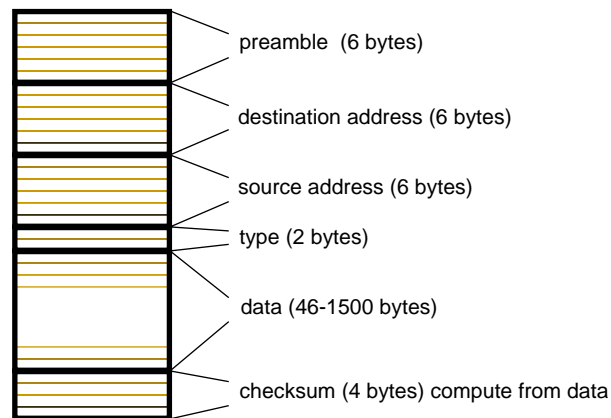 preamble  (6 bytes)
destination address (6 bytes)
source address (6 bytes)
type (2 bytes)
data (46-1500 bytes)
checksum (4 bytes) compute from data